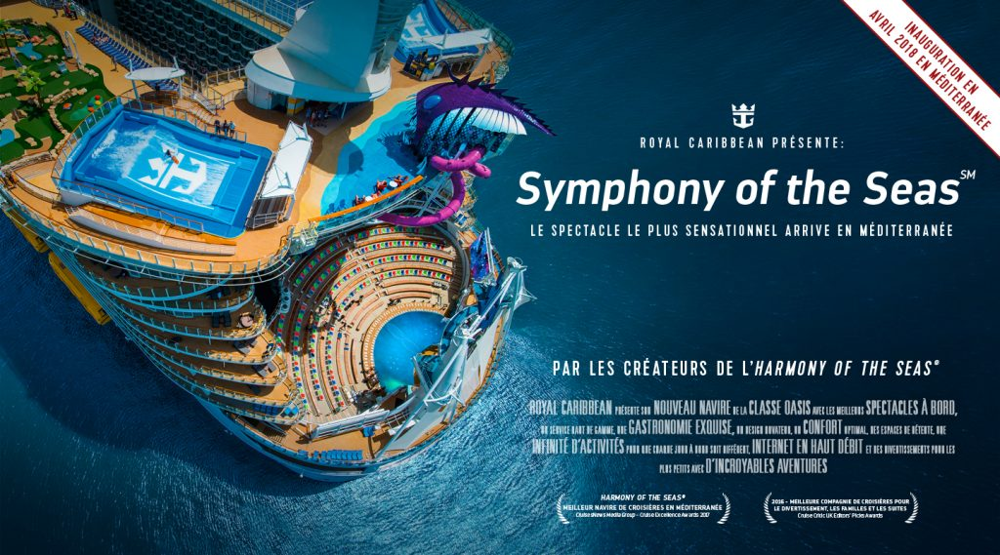 INAUGURATION EN
AVRIL 2018 EN MÉDITERRANÉE
ROYAL CARIBBEAN PRÉSENTE:
Symphony of the Seas℠
LE SPECTACLE LE PLUS SENSATIONNEL ARRIVE EN MÉDITERRANÉE
PAR LES CRÉATEURS DE L'HARMONY OF THE SEAS®
ROYAL CARIBBEAN PRÉSENTE SON NOUVEAU NAVIRE DE LA CLASSE OASIS AVEC LES MEILLEURS SPECTACLES À BORD,
UN SERVICE HAUT DE GAMME, UNE GASTRONOMIE EXQUISE, UN DESIGN NOVATEUR, UN CONFORT OPTIMAL, DES ESPACES DE DÉTENTE, UNE
INFINITÉ D'ACTIVITÉS POUR QUE CHAQUE JOUR À BORD SOIT DIFFÉRENT, INTERNET EN HAUT DÉBIT ET DES DIVERTISSEMENTS POUR LES
PLUS PETITS AVEC D'INCROYABLES AVENTURES
HARMONY OF THE SEAS®
MEILLEUR NAVIRE DE CROISIÈRES EN MÉDITERRANÉE
Cruise News Media Group – Cruise Excellence Awards 2017
2016 – MEILLEURE COMPAGNIE DE CROISIÈRES POUR
LE DIVERTISSEMENT, LES FAMILLES ET LES SUITES
Cruise Critic UK Editors' Picks Awards